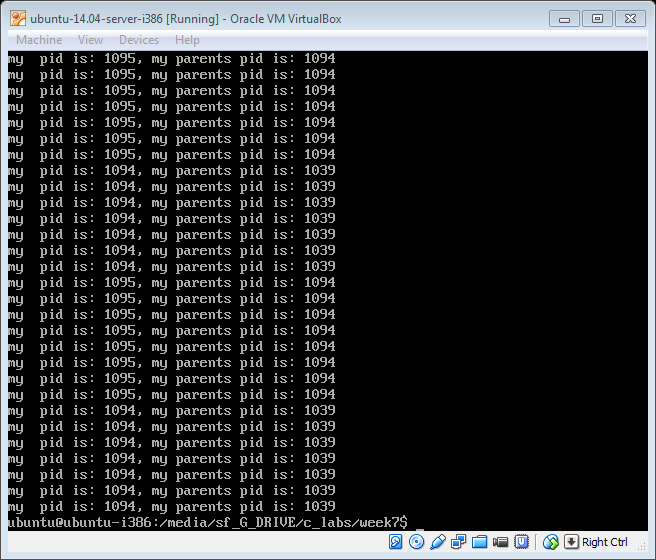 ubuntu-14.04-server-i386 [Running] - Oracle VM VirtualBox
Machine View Devices Help
my  pid is: 1095, my parents pid is: 1094
my  pid is: 1095, my parents pid is: 1094
my  pid is: 1095, my parents pid is: 1094
my  pid is: 1095, my parents pid is: 1094
my  pid is: 1095, my parents pid is: 1094
my  pid is: 1095, my parents pid is: 1094
my  pid is: 1095, my parents pid is: 1094
my  pid is: 1094, my parents pid is: 1039
my  pid is: 1094, my parents pid is: 1039
my  pid is: 1094, my parents pid is: 1039
my  pid is: 1094, my parents pid is: 1039
my  pid is: 1094, my parents pid is: 1039
my  pid is: 1094, my parents pid is: 1039
my  pid is: 1094, my parents pid is: 1039
my  pid is: 1095, my parents pid is: 1094
my  pid is: 1095, my parents pid is: 1094
my  pid is: 1095, my parents pid is: 1094
my  pid is: 1095, my parents pid is: 1094
my  pid is: 1095, my parents pid is: 1094
my  pid is: 1095, my parents pid is: 1094
my  pid is: 1095, my parents pid is: 1094
my  pid is: 1095, my parents pid is: 1094
my  pid is: 1094, my parents pid is: 1039
my  pid is: 1094, my parents pid is: 1039
my  pid is: 1094, my parents pid is: 1039
my  pid is: 1094, my parents pid is: 1039
my  pid is: 1094, my parents pid is: 1039
my  pid is: 1094, my parents pid is: 1039
my  pid is: 1094, my parents pid is: 1039
ubuntu@ubuntu-i386:/media/sf_G_DRIVE/c_labs/week7$ _
Right Ctrl